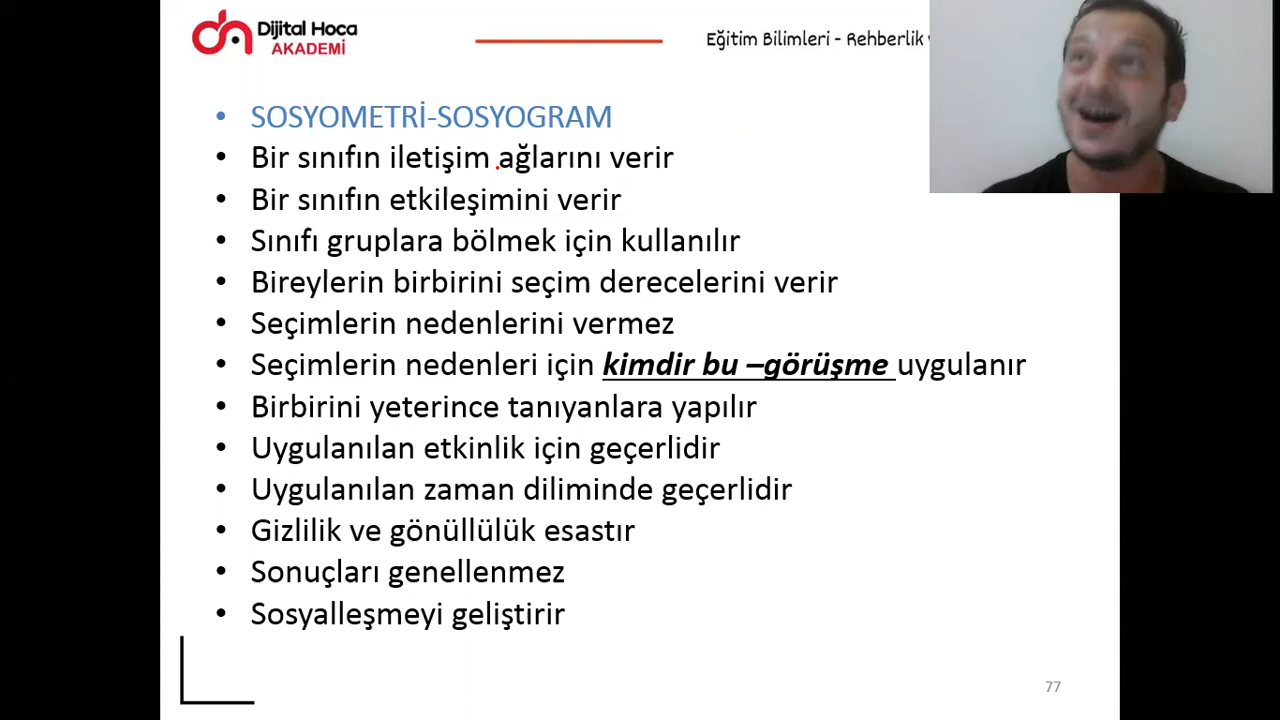 Dijital Hoca
AKADEMİ
Eğitim Bilimleri - Rehberlik
• SOSYOMETRİ-SOSYOGRAM
• Bir sınıfın iletişim ağlarını verir
• Bir sınıfın etkileşimini verir
• Sınıfı gruplara bölmek için kullanılır
• Bireylerin birbirini seçim derecelerini verir
• Seçimlerin nedenlerini vermez
• Seçimlerin nedenleri için kimdir bu –görüşme uygulanır
• Birbirini yeterince tanıyanlara yapılır
• Uygulanılan etkinlik için geçerlidir
• Uygulanılan zaman diliminde geçerlidir
• Gizlilik ve gönüllülük esastır
• Sonuçları genellenmez
• Sosyalleşmeyi geliştirir
77